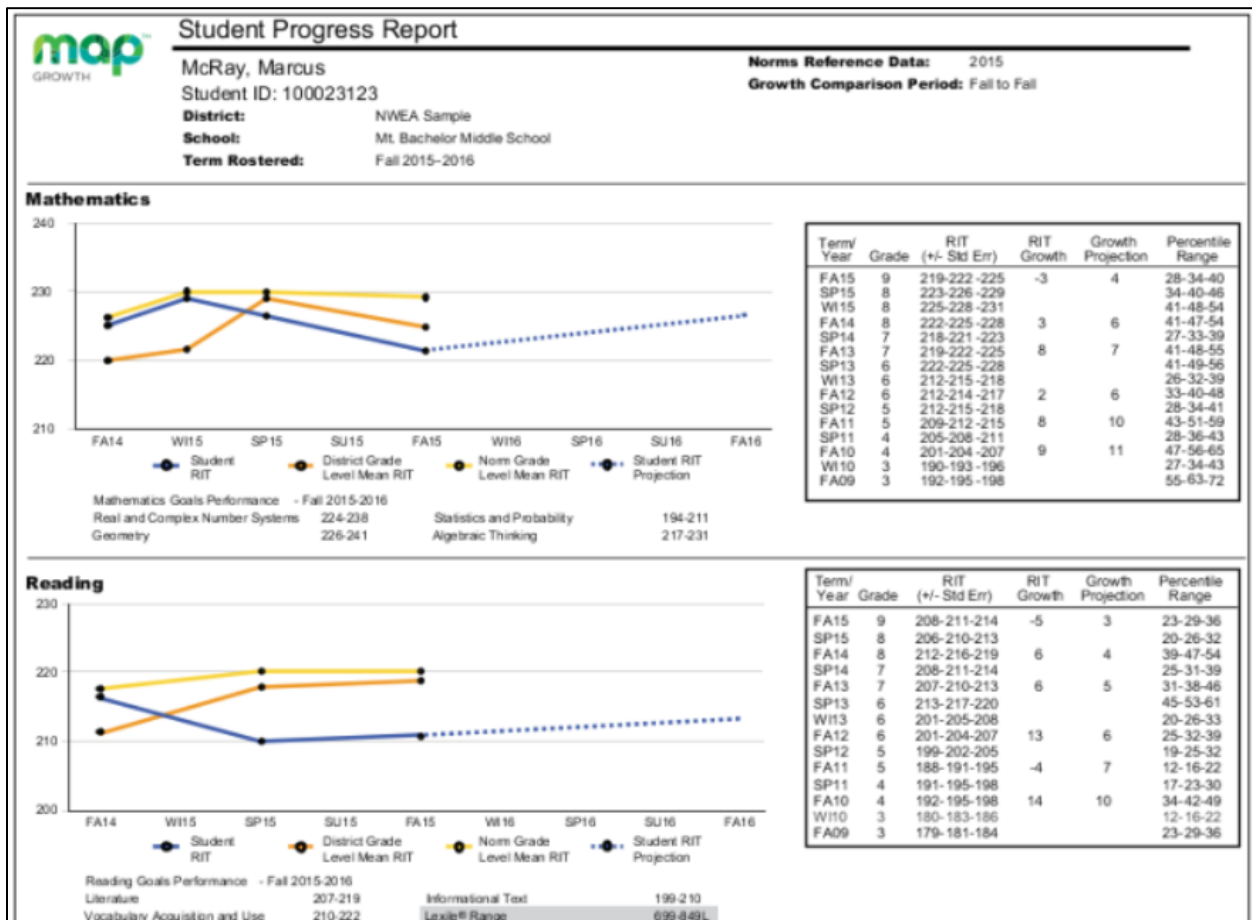 map™
GROWTH
Student Progress Report
McRay, Marcus
Student ID: 100023123
District: NWEA Sample
School: Mt. Bachelor Middle School
Term Rostered: Fall 2015–2016
Norms Reference Data: 2015
Growth Comparison Period: Fall to Fall
Mathematics
240
230
220
210
FA14 WI15 SP15 SU15 FA15 WI16 SP16 SU16 FA16
Student RIT
District Grade Level Mean RIT
Norm Grade Level Mean RIT
Student RIT Projection
Mathematics Goals Performance - Fall 2015-2016
Real and Complex Number Systems 224-238 Statistics and Probability 194-211
Geometry 226-241 Algebraic Thinking 217-231
Term/Year Grade RIT (+/- Std Err) RIT Growth Growth Projection Percentile Range
FA15 9 219-222-225 -3 4 28-34-40
SP15 8 223-226-229 34-40-46
WI15 8 225-228-231 41-48-54
FA14 8 222-225-228 3 6 41-47-54
SP14 7 218-221-223 27-33-39
FA13 7 219-222-225 8 7 41-48-55
SP13 6 222-225-228 41-49-56
WI13 6 212-215-218 26-32-39
FA12 6 212-214-217 2 6 33-40-48
SP12 5 212-215-218 28-34-41
FA11 5 209-212-215 8 10 43-51-59
SP11 4 205-208-211 28-36-43
FA10 4 201-204-207 9 11 47-56-65
WI10 3 190-193-196 27-34-43
FA09 3 192-195-198 55-63-72
Reading
230
220
210
200
FA14 WI15 SP15 SU15 FA15 WI16 SP16 SU16 FA16
Student RIT
District Grade Level Mean RIT
Norm Grade Level Mean RIT
Student RIT Projection
Reading Goals Performance - Fall 2015-2016
Literature 207-219 Informational Text 199-210
Vocabulary Acquisition and Use 210-222 Lexile® Range 699-849L
Term/Year Grade RIT (+/- Std Err) RIT Growth Growth Projection Percentile Range
FA15 9 208-211-214 -5 3 23-29-36
SP15 8 206-210-213 20-26-32
FA14 8 212-216-219 6 4 39-47-54
SP14 7 208-211-214 25-31-39
FA13 7 207-210-213 6 5 31-38-46
SP13 6 213-217-220 45-53-61
WI13 6 201-205-208 20-26-33
FA12 6 201-204-207 13 6 25-32-39
SP12 5 199-202-205 19-25-32
FA11 5 188-191-195 -4 7 12-16-22
SP11 4 191-195-198 17-23-30
FA10 4 192-195-198 14 10 34-42-49
WI10 3 180-183-186 12-16-22
FA09 3 179-181-184 23-29-36